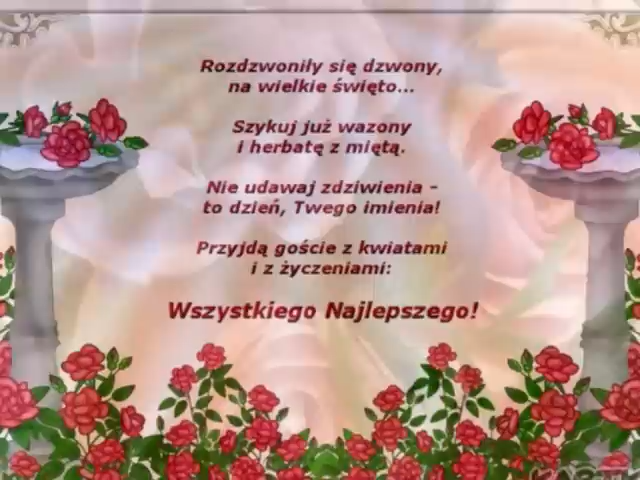 Rozdzwoniły się dzwony,
na wielkie święto...
Szykuj już wazony
i herbatę z miętą.
Nie udawaj zdziwienia -
to dzień, Twego imienia!
Przyjdą goście z kwiatami
i z życzeniami:
Wszystkiego Najlepszego!